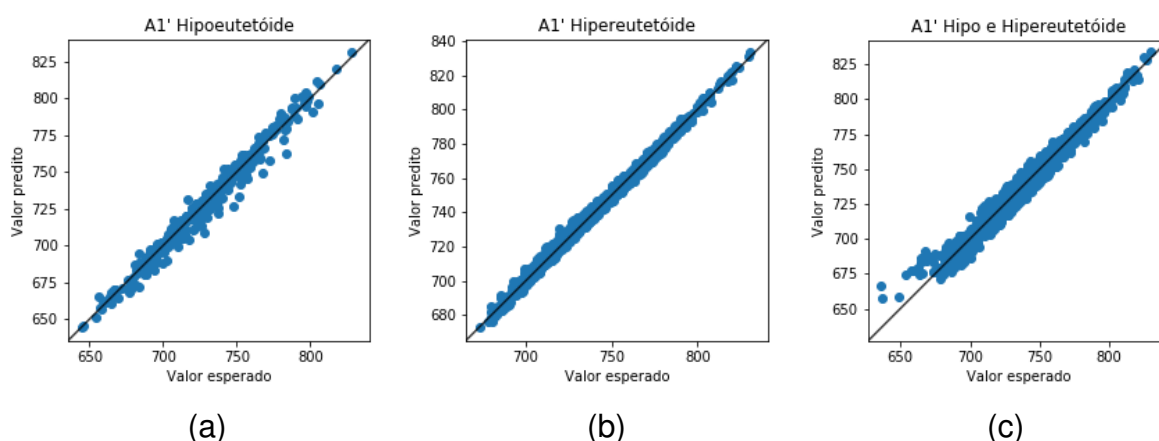 A1' Hipoeutetóide
825
800
775
750
725
700
675
650
650 700 750 800
Valor predito
Valor esperado
(a)
A1' Hipereutetóide
840
820
800
780
760
740
720
700
680
700 750 800
Valor predito
Valor esperado
(b)
A1' Hipo e Hipereutetóide
825
800
775
750
725
700
675
650
650 700 750 800
Valor predito
Valor esperado
(c)